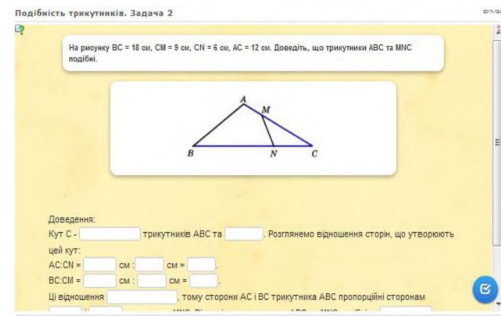 Подібність трикутників. Задача 2
На рисунку BC = 18 см, CM = 9 см, CN = 6 см, AC = 12 см. Доведіть, що трикутники ABC та MNC
подібні.
A
M
B
N
C
Доведення:
Кут C - трикутників ABC та . Розглянемо відношення сторін, що утворюють
цей кут:
AC:CN = см : см = .
BC:CM = см : см = .
Ці відношення , тому сторони AC і BC трикутника ABC пропорційні сторонам